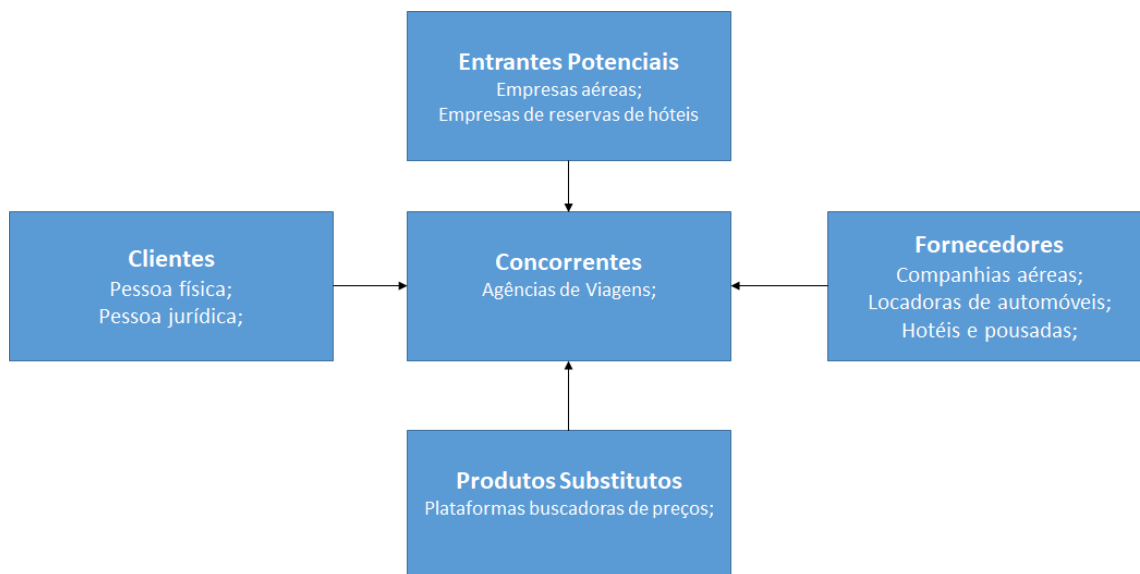 Entrantes Potenciais
Empresas aéreas;
Empresas de reservas de hóteis
Clientes
Pessoa física;
Pessoa jurídica;
Concorrentes
Agências de Viagens;
Fornecedores
Companhias aéreas;
Locadoras de automóveis;
Hotéis e pousadas;
Produtos Substitutos
Plataformas buscadoras de preços;